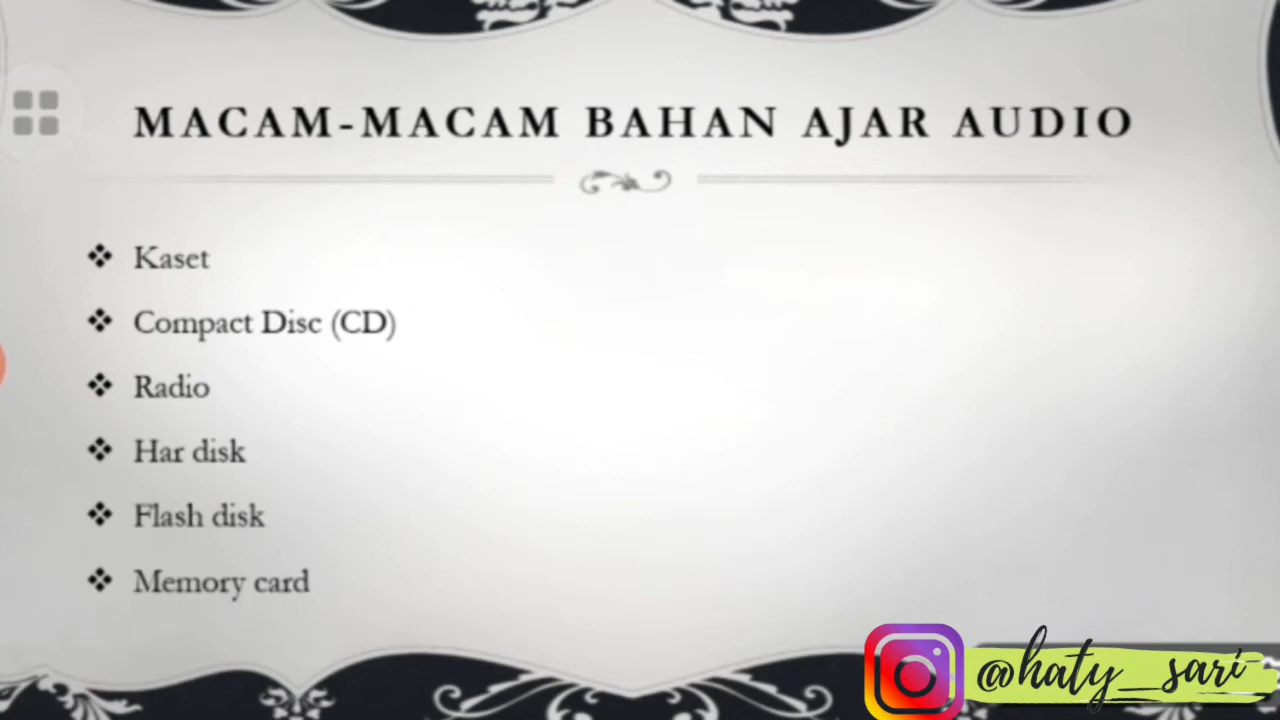 MACAM-MACAM BAHAN AJAR AUDIO
Kaset
Compact Disc (CD)
Radio
Har disk
Flash disk
Memory card
@haty_sari